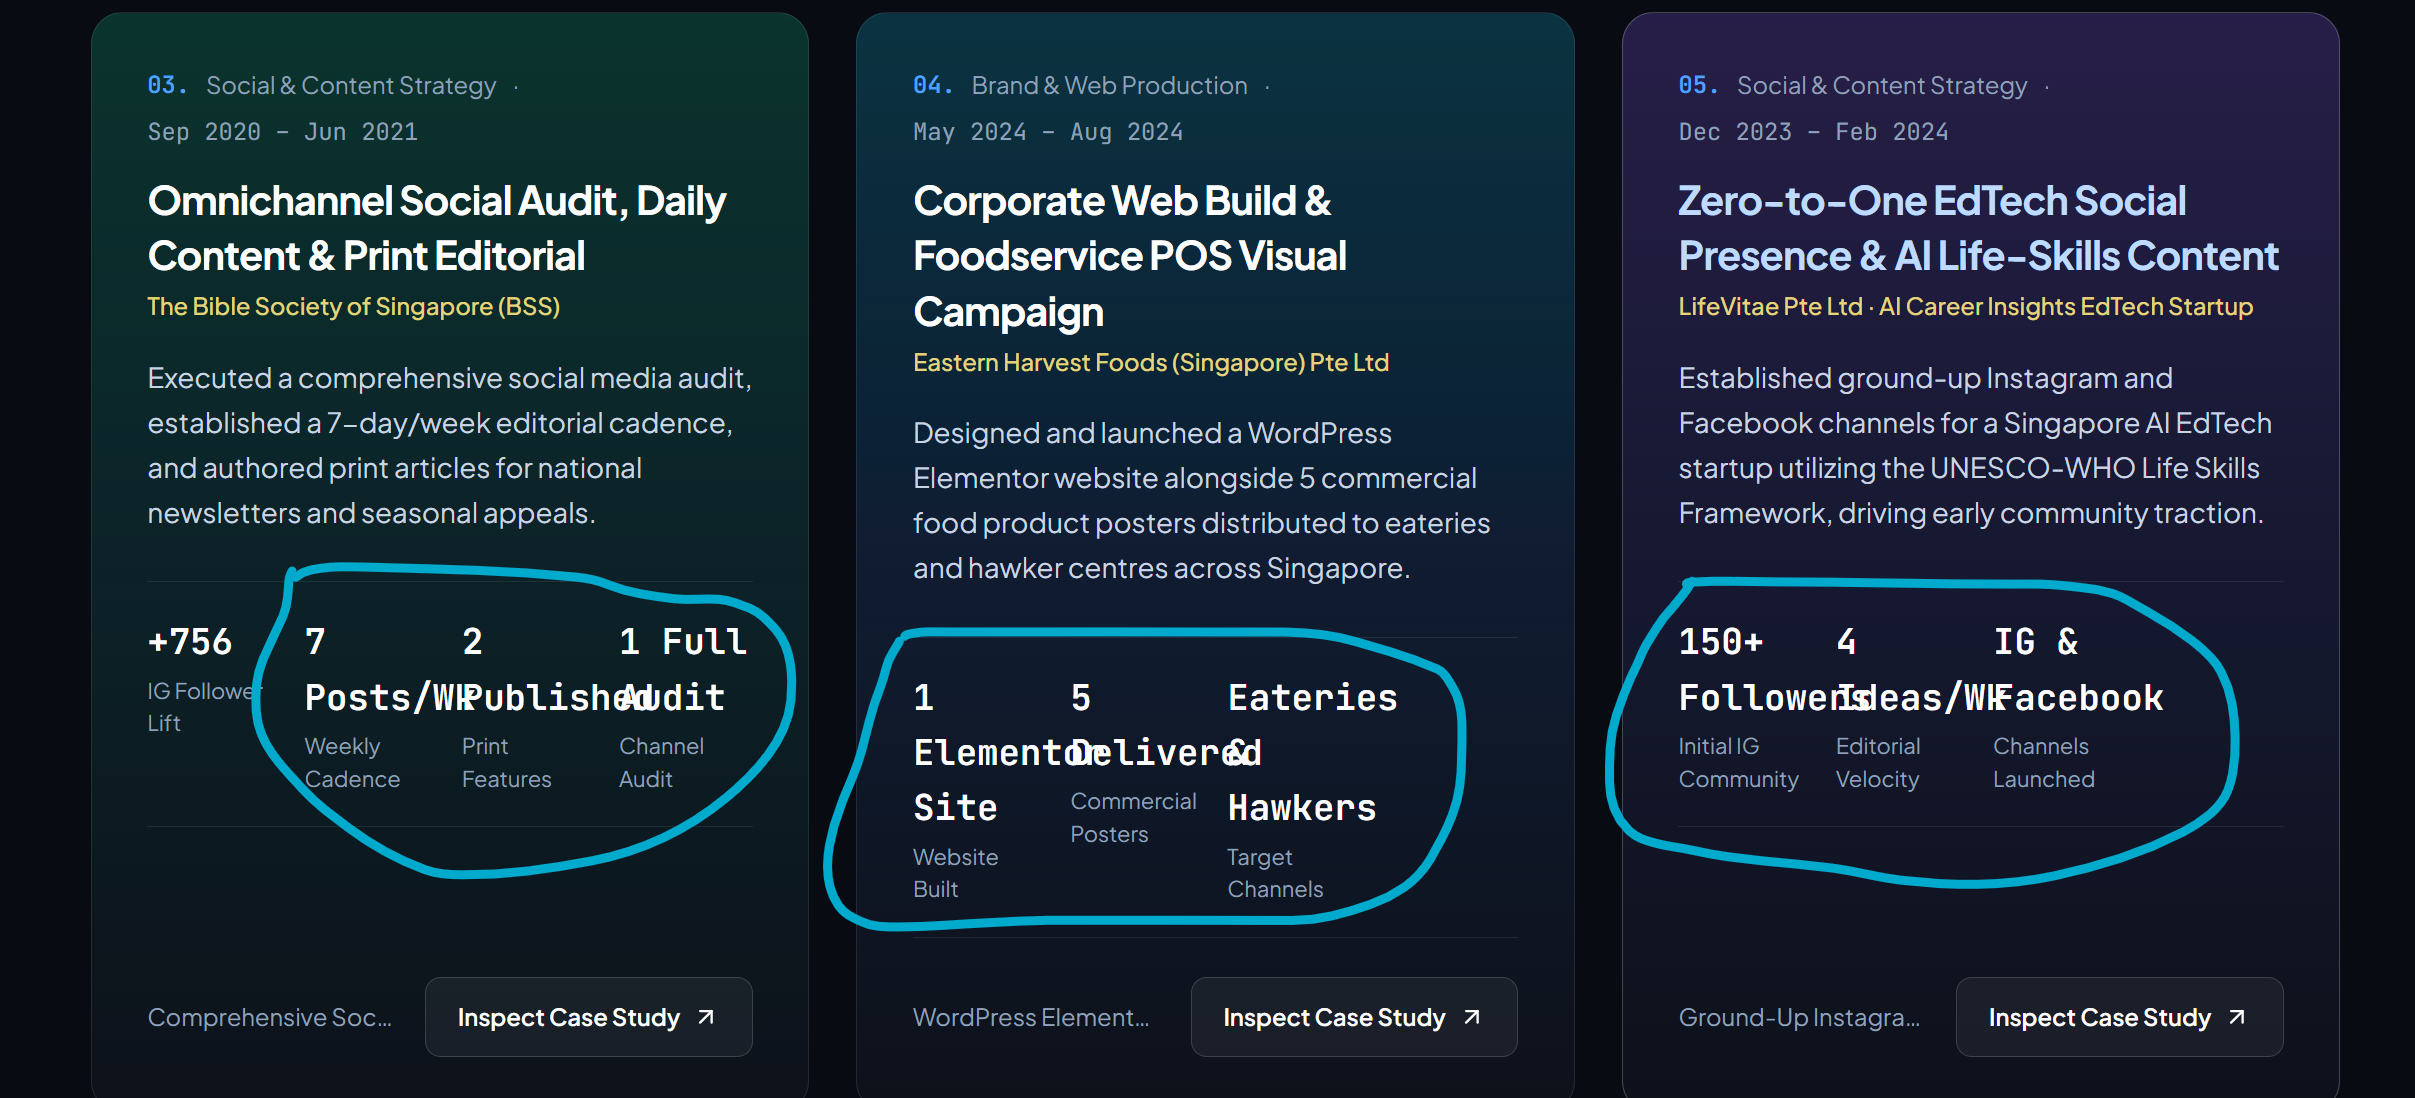 03. Social & Content Strategy ·
Sep 2020 – Jun 2021
Omnichannel Social Audit, Daily
Content & Print Editorial
The Bible Society of Singapore (BSS)
Executed a comprehensive social media audit,
established a 7-day/week editorial cadence,
and authored print articles for national
newsletters and seasonal appeals.
+756
IG Follower
Lift
7
Posts/Wk
Weekly
Cadence
2
Published
Print
Features
1 Full
Audit
Channel
Audit
Comprehensive Soc...
Inspect Case Study
04. Brand & Web Production ·
May 2024 – Aug 2024
Corporate Web Build &
Foodservice POS Visual
Campaign
Eastern Harvest Foods (Singapore) Pte Ltd
Designed and launched a WordPress
Elementor website alongside 5 commercial
food product posters distributed to eateries
and hawker centres across Singapore.
1
Elementor
Site
Website
Built
5
Delivered
Commercial
Posters
Eateries
&
Hawkers
Target
Channels
WordPress Element...
Inspect Case Study
05. Social & Content Strategy ·
Dec 2023 – Feb 2024
Zero-to-One EdTech Social
Presence & AI Life-Skills Content
LifeVitae Pte Ltd · AI Career Insights EdTech Startup
Established ground-up Instagram and
Facebook channels for a Singapore AI EdTech
startup utilizing the UNESCO-WHO Life Skills
Framework, driving early community traction.
150+
Followers
Initial IG
Community
4
Ideas/Wk
Editorial
Velocity
IG &
Facebook
Channels
Launched
Ground-Up Instagra...
Inspect Case Study